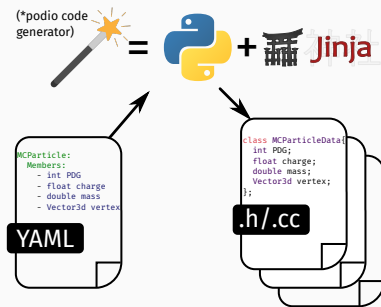 (*podio code
generator)
=
+
Jinja
MCParticle:
Members:
- int PDG
- float charge
- double mass
- Vector3d vertex
YAML
class MCParticleData{
int PDG;
float charge;
double mass;
Vector3d vertex;
};
.h/.cc